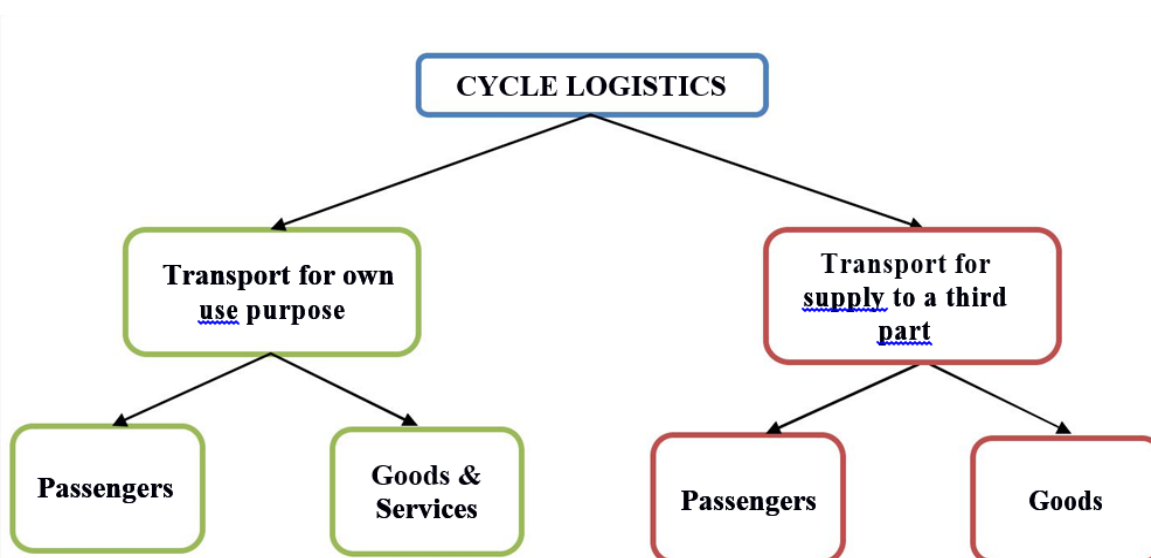 CYCLE LOGISTICS
Transport for own
use purpose
Transport for
supply to a third
part
Passengers
Goods &
Services
Passengers
Goods